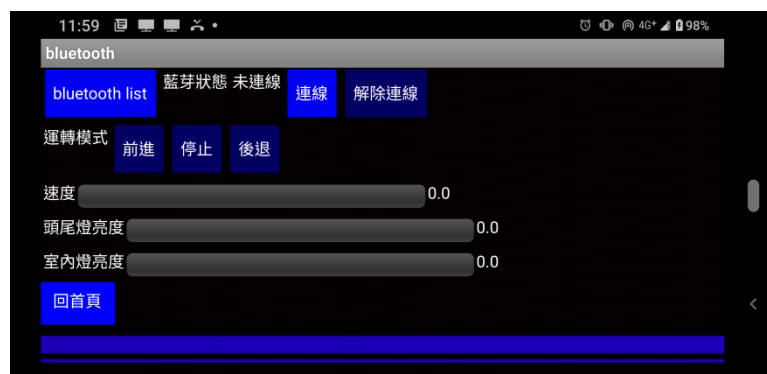 11:59 4G+ 98%
bluetooth
bluetooth list 藍芽狀態 未連線 連線 解除連線
運轉模式 前進 停止 後退
速度 0.0
頭尾燈亮度 0.0
室內燈亮度 0.0
回首頁